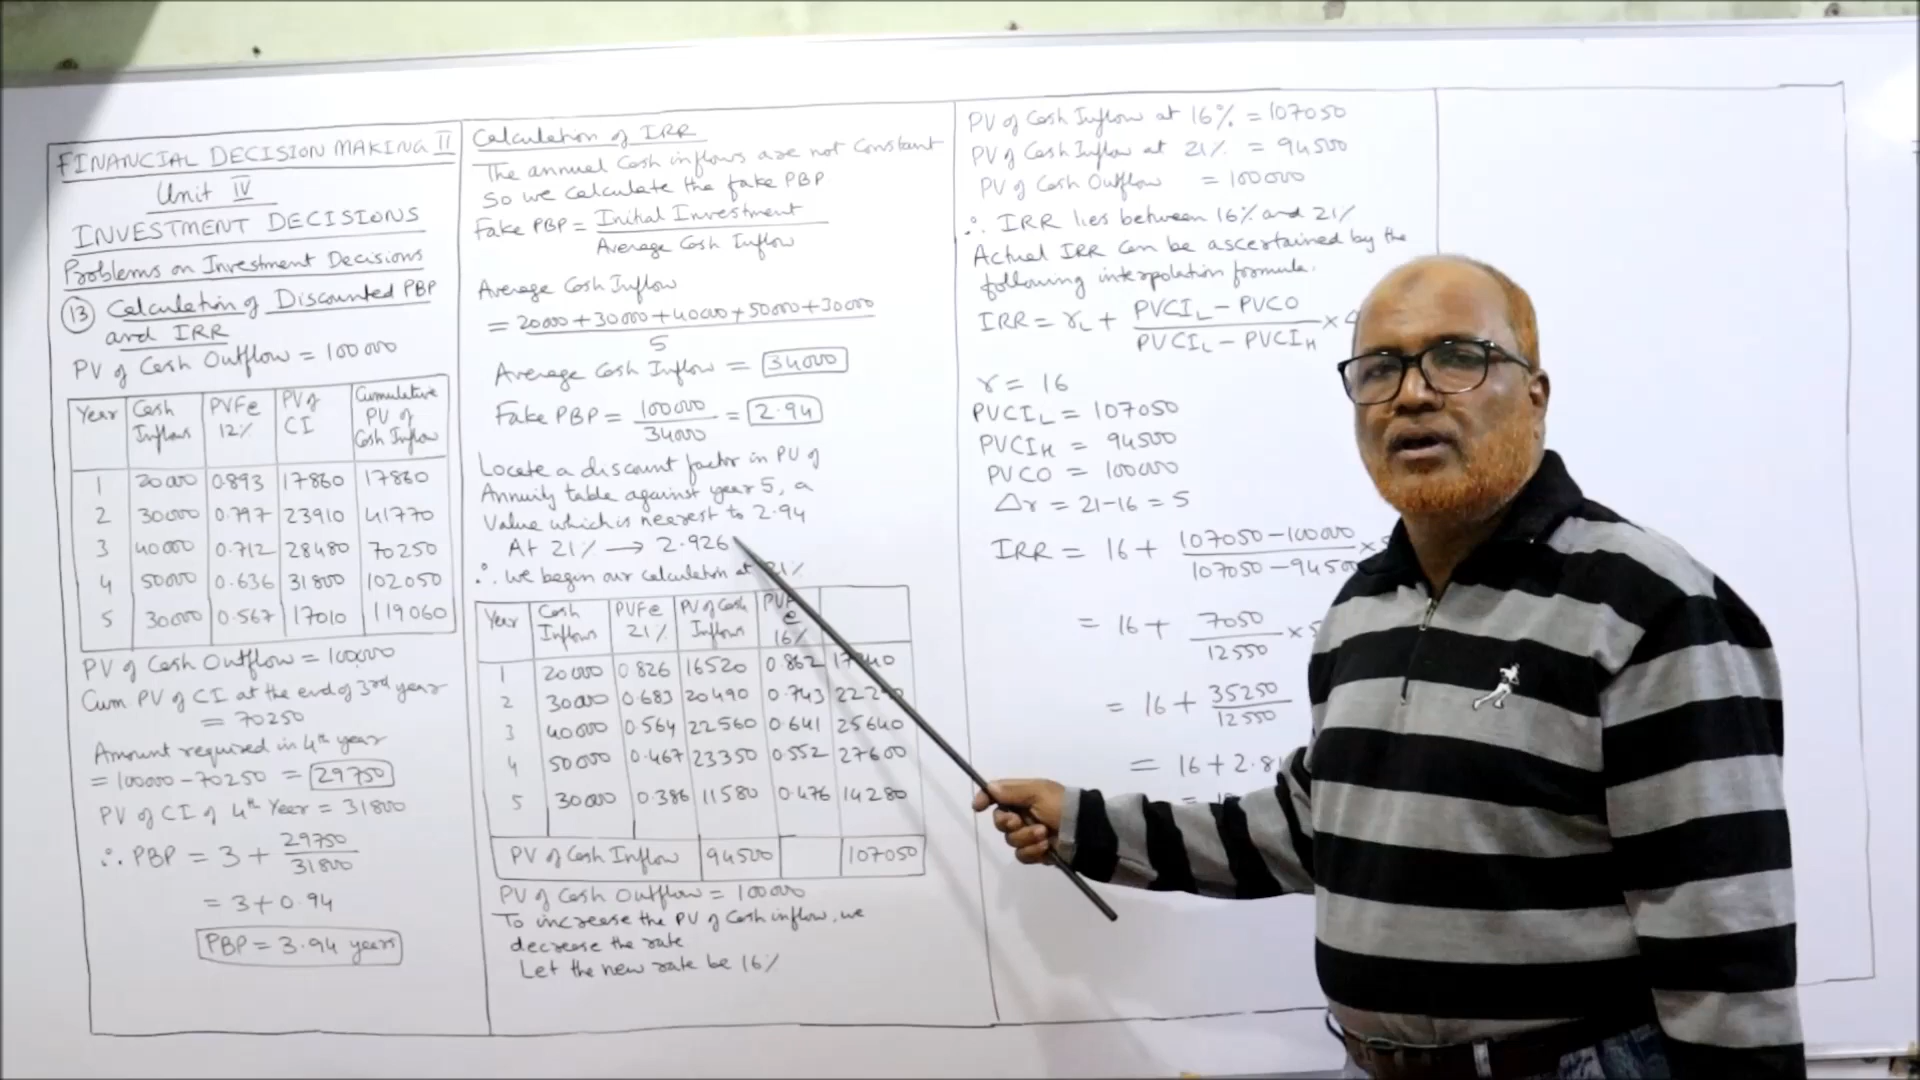 FINANCIAL DECISION MAKING II
Unit IV
INVESTMENT DECISIONS
Problems on Investment Decisions
13 Calculation of Discounted PBP
and IRR
PV of Cash Outflow = 100000
Year Cash Inflows PVFe 12% PV of CI Cumulative PV of Cash Inflow
1 20000 0.893 17860 17860
2 30000 0.797 23910 41770
3 40000 0.712 28480 70250
4 50000 0.636 31800 102050
5 30000 0.567 17010 119060
PV of Cash Outflow = 100000
Cum PV of CI at the end of 3rd year
= 70250
Amount required in 4th year
= 100000 - 70250 = 29750
PV of CI of 4th Year = 31800
∴ PBP = 3 + 29750 / 31800
= 3 + 0.94
PBP = 3.94 years
Calculation of IRR
The annual Cash inflows are not Constant
So we calculate the fake PBP
Fake PBP = Initial Investment / Average Cash Inflow
Average Cash Inflow
= 20000 + 30000 + 40000 + 50000 + 30000 / 5
Average Cash Inflow = 34000
Fake PBP = 100000 / 34000 = 2.94
Locate a discount factor in PV of
Annuity table against year 5, a
Value which is nearest to 2.94
At 21% → 2.926
∴ we begin our calculation at 21%
Year Cash Inflows PVFe 21% PV of Cash Inflows PVF e 16%
1 20000 0.826 16520 0.862 17240
2 30000 0.683 20490 0.743 22290
3 40000 0.564 22560 0.641 25640
4 50000 0.467 23350 0.552 27600
5 30000 0.386 11580 0.476 14280
PV of Cash Inflow 94500 107050
PV of Cash Outflow = 100000
To increase the PV of Cash inflow, we
decrease the rate
Let the new rate be 16%
PV of Cash Inflow at 16% = 107050
PV of Cash Inflow at 21% = 94500
PV of Cash Outflow = 100000
∴ IRR lies between 16% and 21%
Actual IRR Can be ascertained by the
following interpolation formula.
IRR = rL + PVCIL - PVCO / PVCIL - PVCIH ×
r = 16
PVCIL = 107050
PVCIH = 94500
PVCO = 100000
Δr = 21 - 16 = 5
IRR = 16 + 107050 - 100000 / 107050 - 94500 ×
= 16 + 7050 / 12550 × 5
= 16 + 35250 / 12550
= 16 + 2.81
=